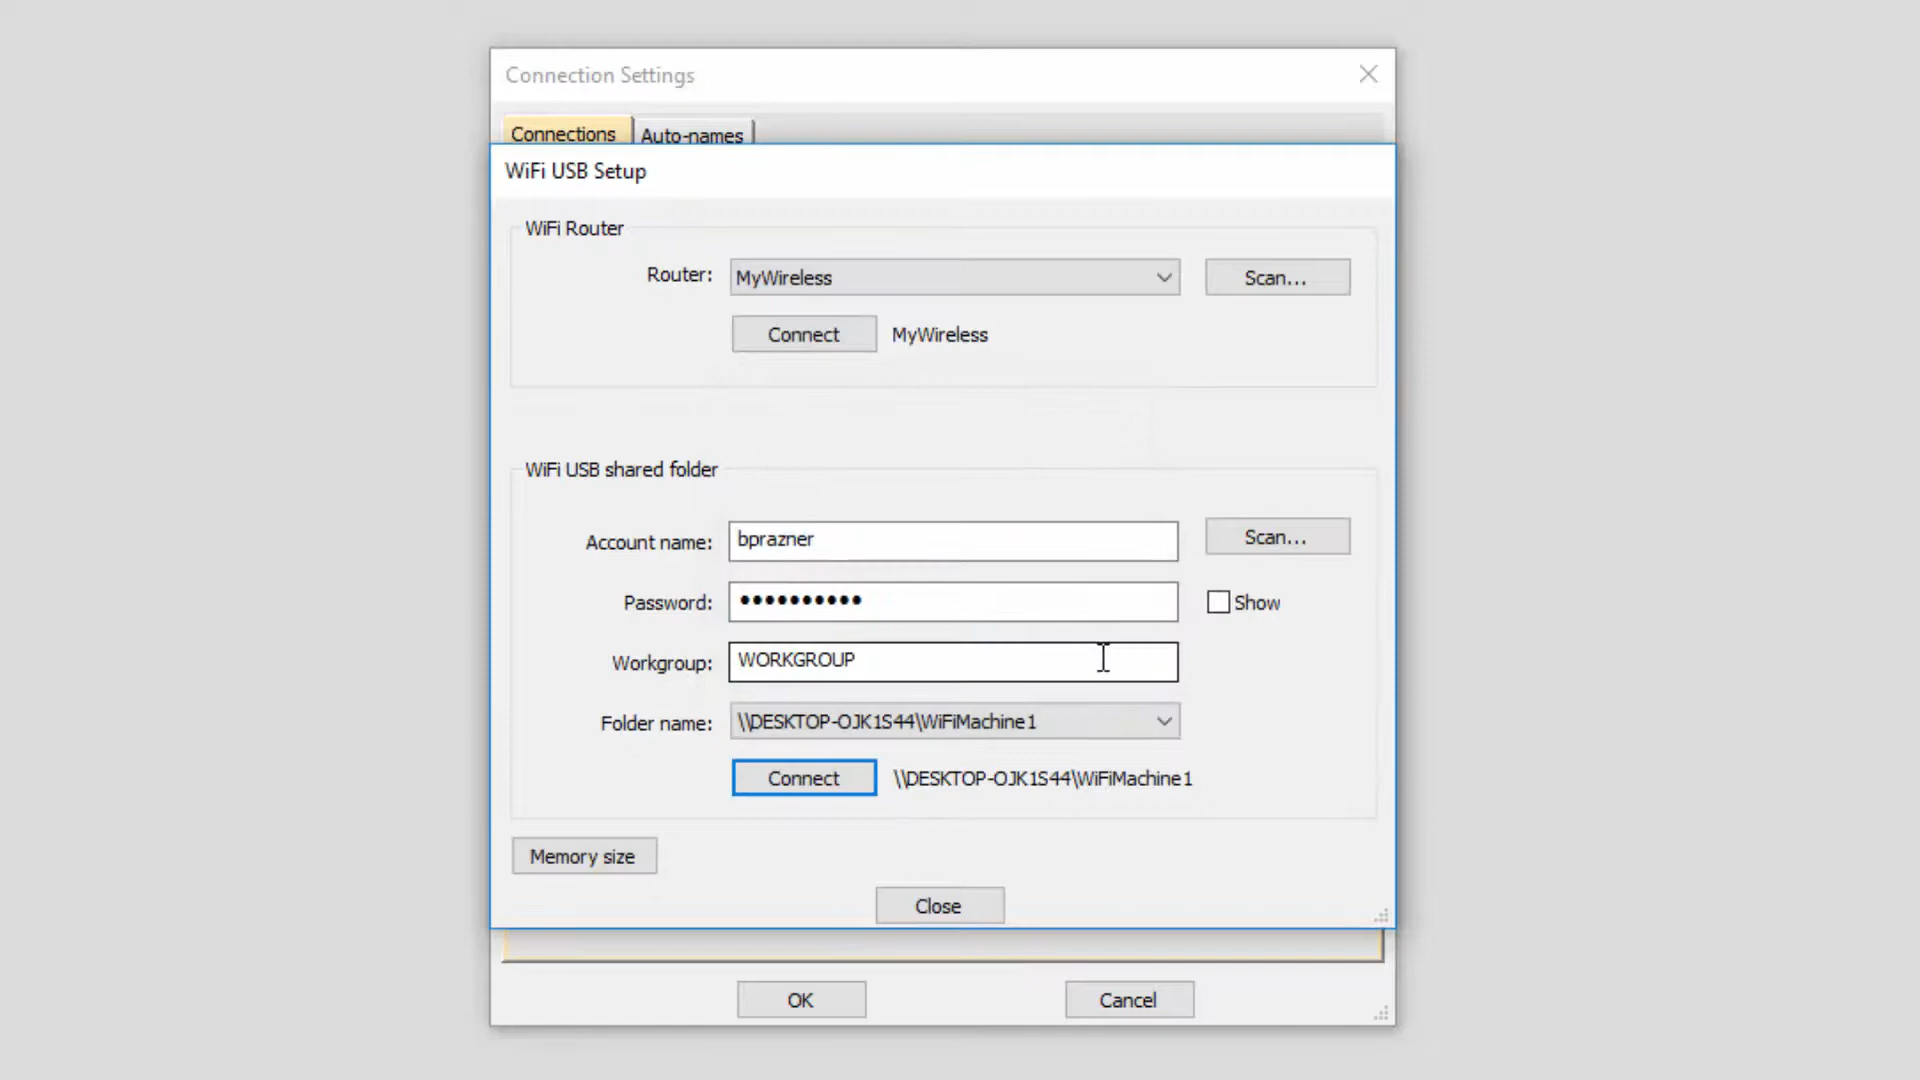 Connection Settings
Connections Auto-names
WiFi USB Setup
WiFi Router
Router: MyWireless Scan...
Connect MyWireless
WiFi USB shared folder
Account name: bprazner Scan...
Password: ●●●●●●●●●● Show
Workgroup: WORKGROUP
Folder name: \\DESKTOP-OJK1S44\WiFiMachine1
Connect \\DESKTOP-OJK1S44\WiFiMachine1
Memory size
Close
OK Cancel